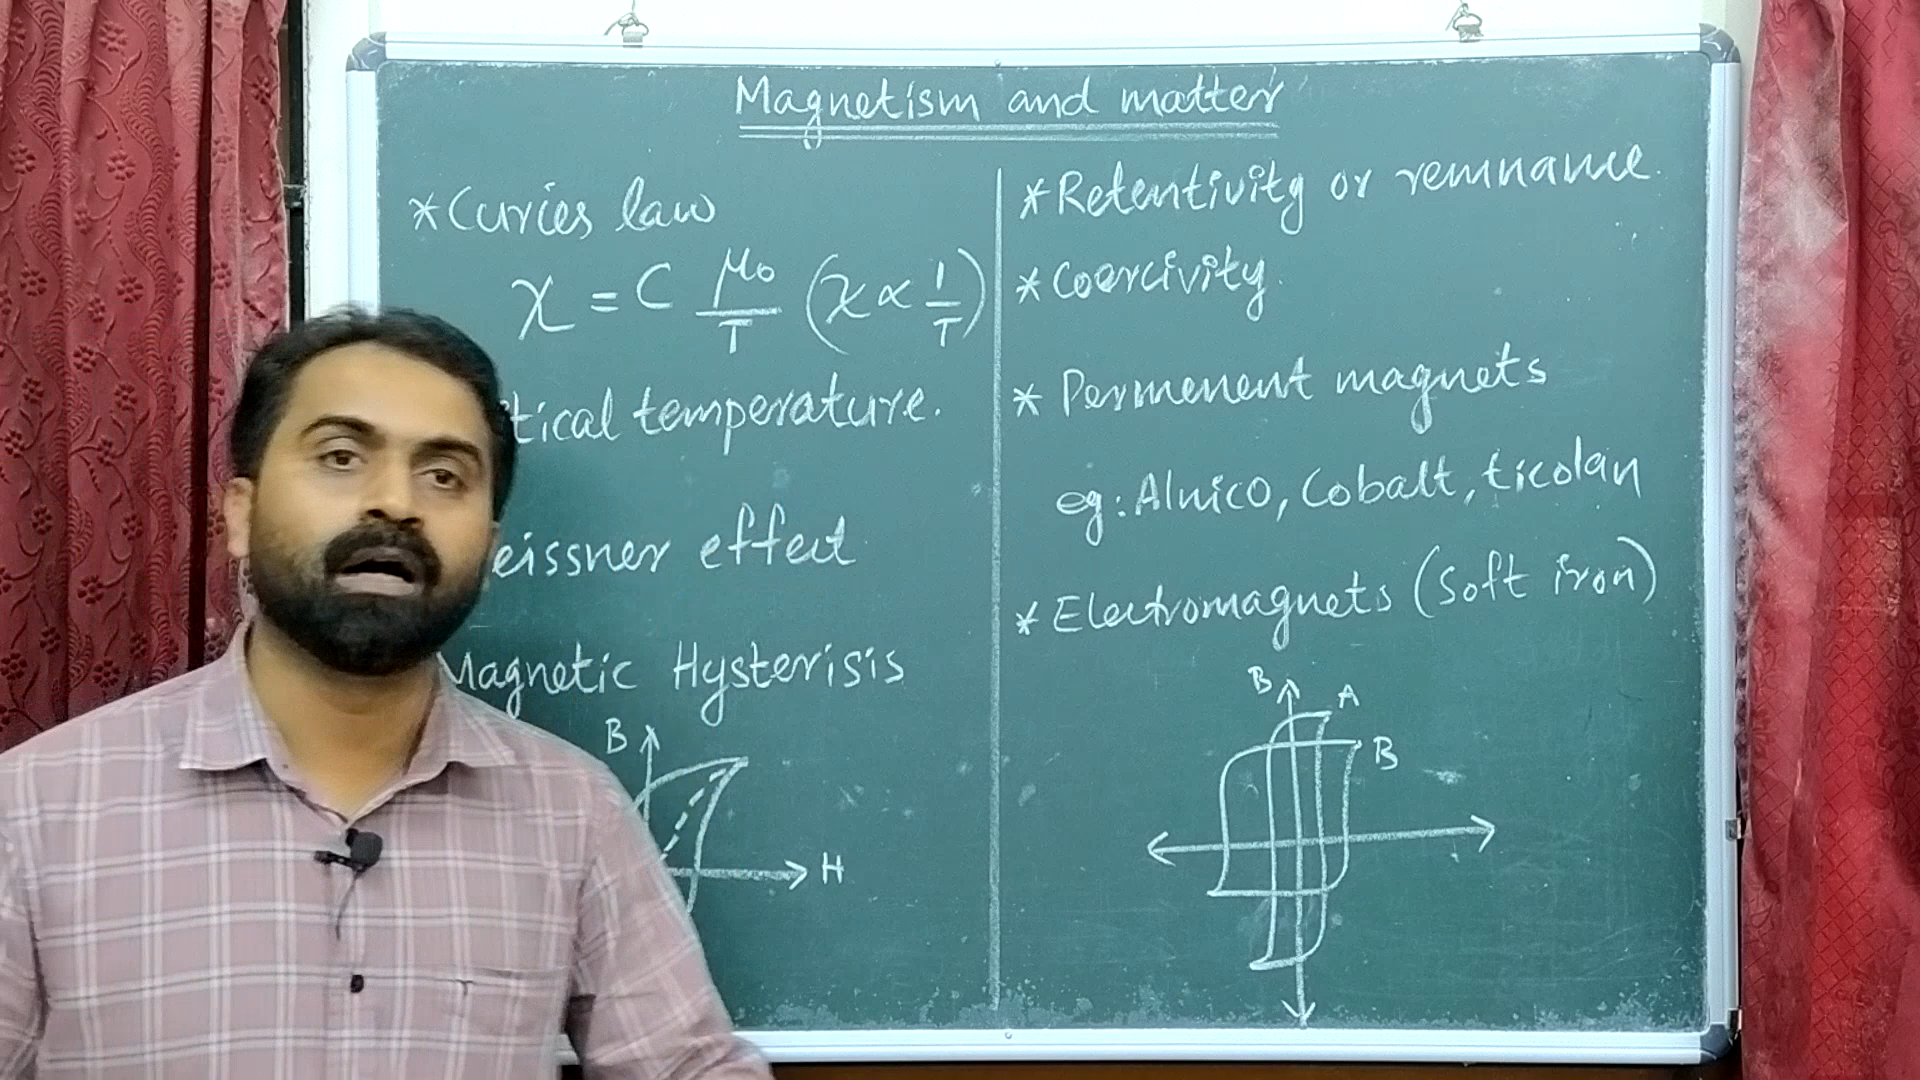 Magnetism and matter
*Curies law
χ = C μ₀/T (χ ∝ 1/T)
tical temperature.
eissner effect
Magnetic Hysterisis
B
H
*Retentivity or remnance.
*Coercivity.
* Permenent magnets
eg: Alnico, Cobalt, ticolan
* Electromagnets (Soft iron)
B A
B